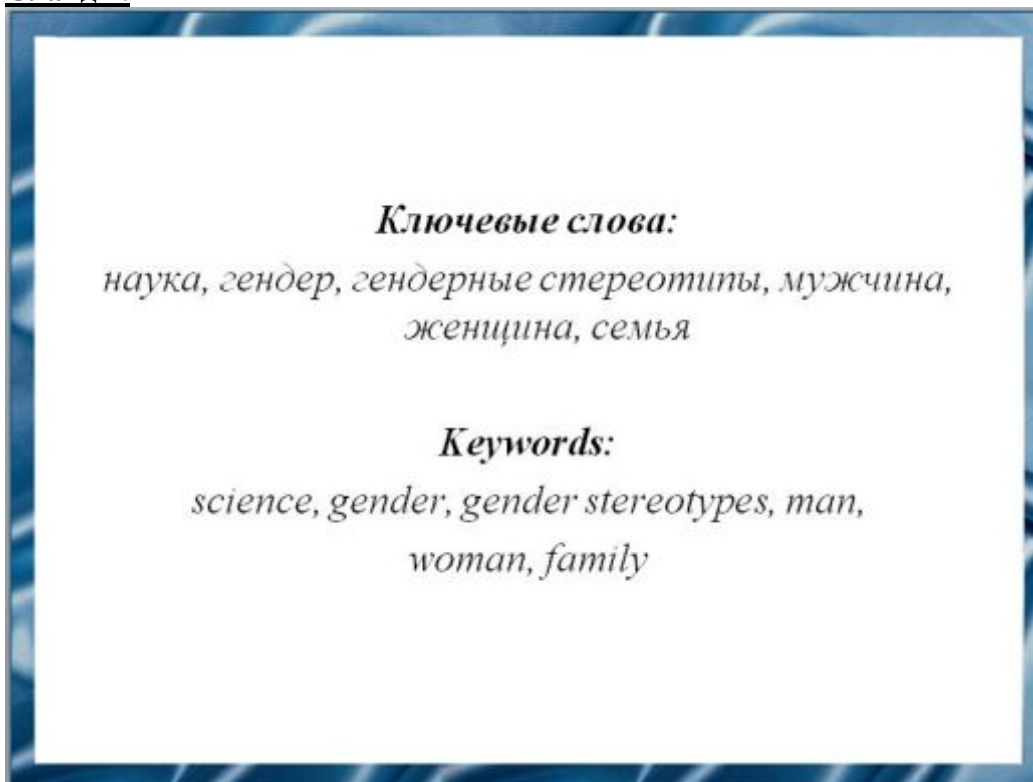 Ключевые слова:
наука, гендер, гендерные стереотипы, мужчина,
женщина, семья
Keywords:
science, gender, gender stereotypes, man,
woman, family